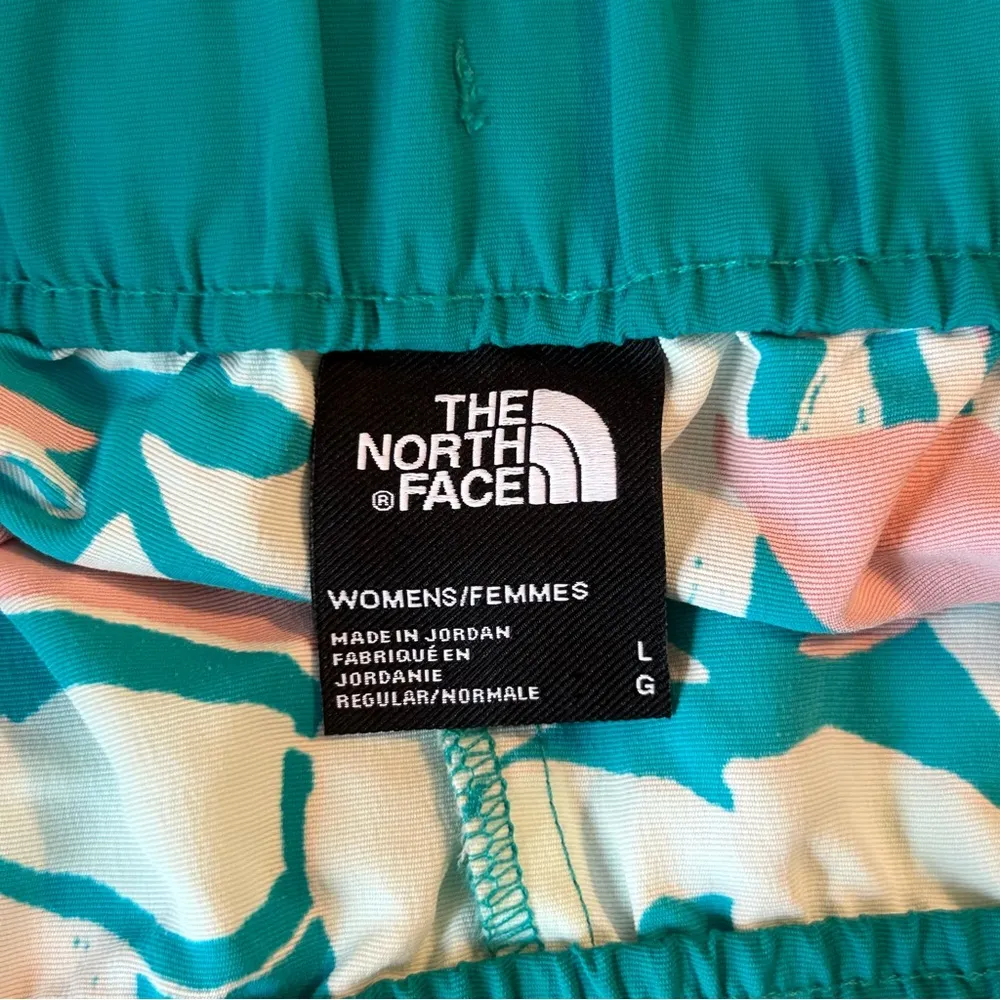 THE
NORTH
® FACE
WOMENS/FEMMES
MADE IN JORDAN
FABRIQUÉ EN
JORDANIE
REGULAR/NORMALE
L
G